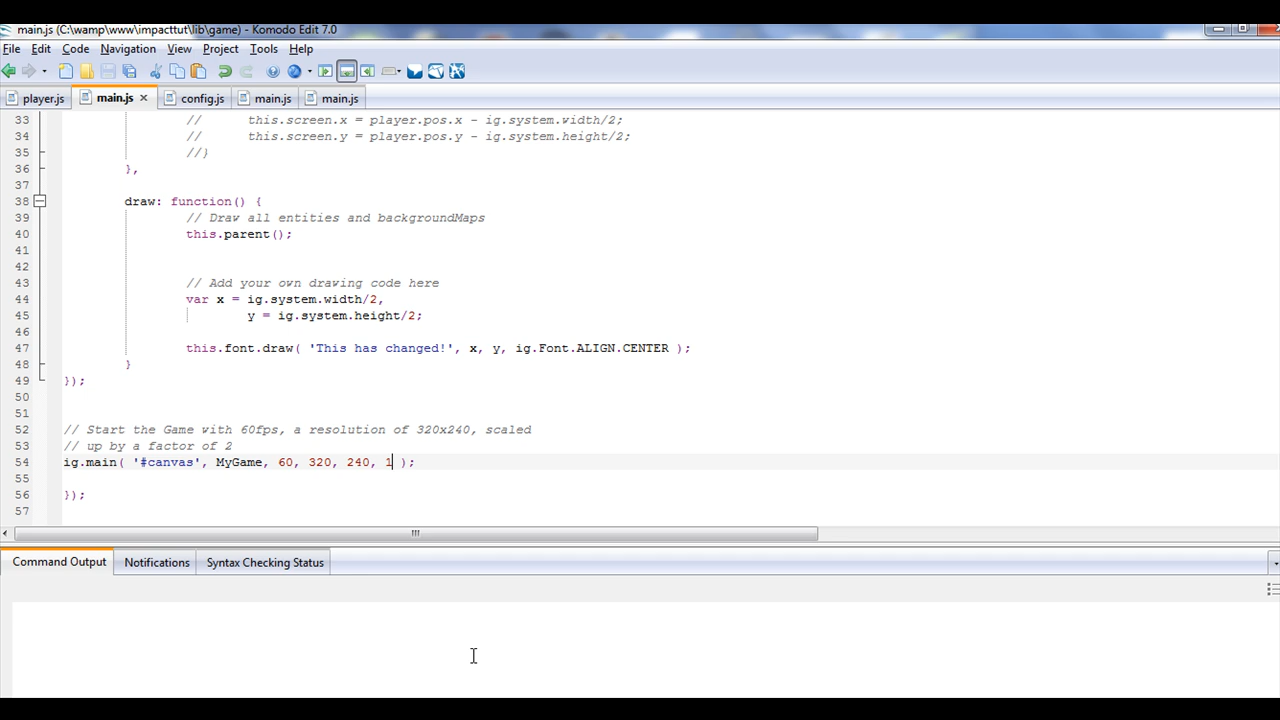 main.js (C:\wamp\www\impacttut\lib\game) - Komodo Edit 7.0
File Edit Code Navigation View Project Tools Help
player.js main.js config.js main.js main.js
33 // this.screen.x = player.pos.x - ig.system.width/2;
34 // this.screen.y = player.pos.y - ig.system.height/2;
35 //}
36 },
37
38 draw: function() {
39 // Draw all entities and backgroundMaps
40 this.parent();
41
42
43 // Add your own drawing code here
44 var x = ig.system.width/2,
45 y = ig.system.height/2;
46
47 this.font.draw( 'This has changed!', x, y, ig.Font.ALIGN.CENTER );
48 }
49 });
50
51
52 // Start the Game with 60fps, a resolution of 320x240, scaled
53 // up by a factor of 2
54 ig.main( '#canvas', MyGame, 60, 320, 240, 1 );
55
56 });
57
Command Output Notifications Syntax Checking Status